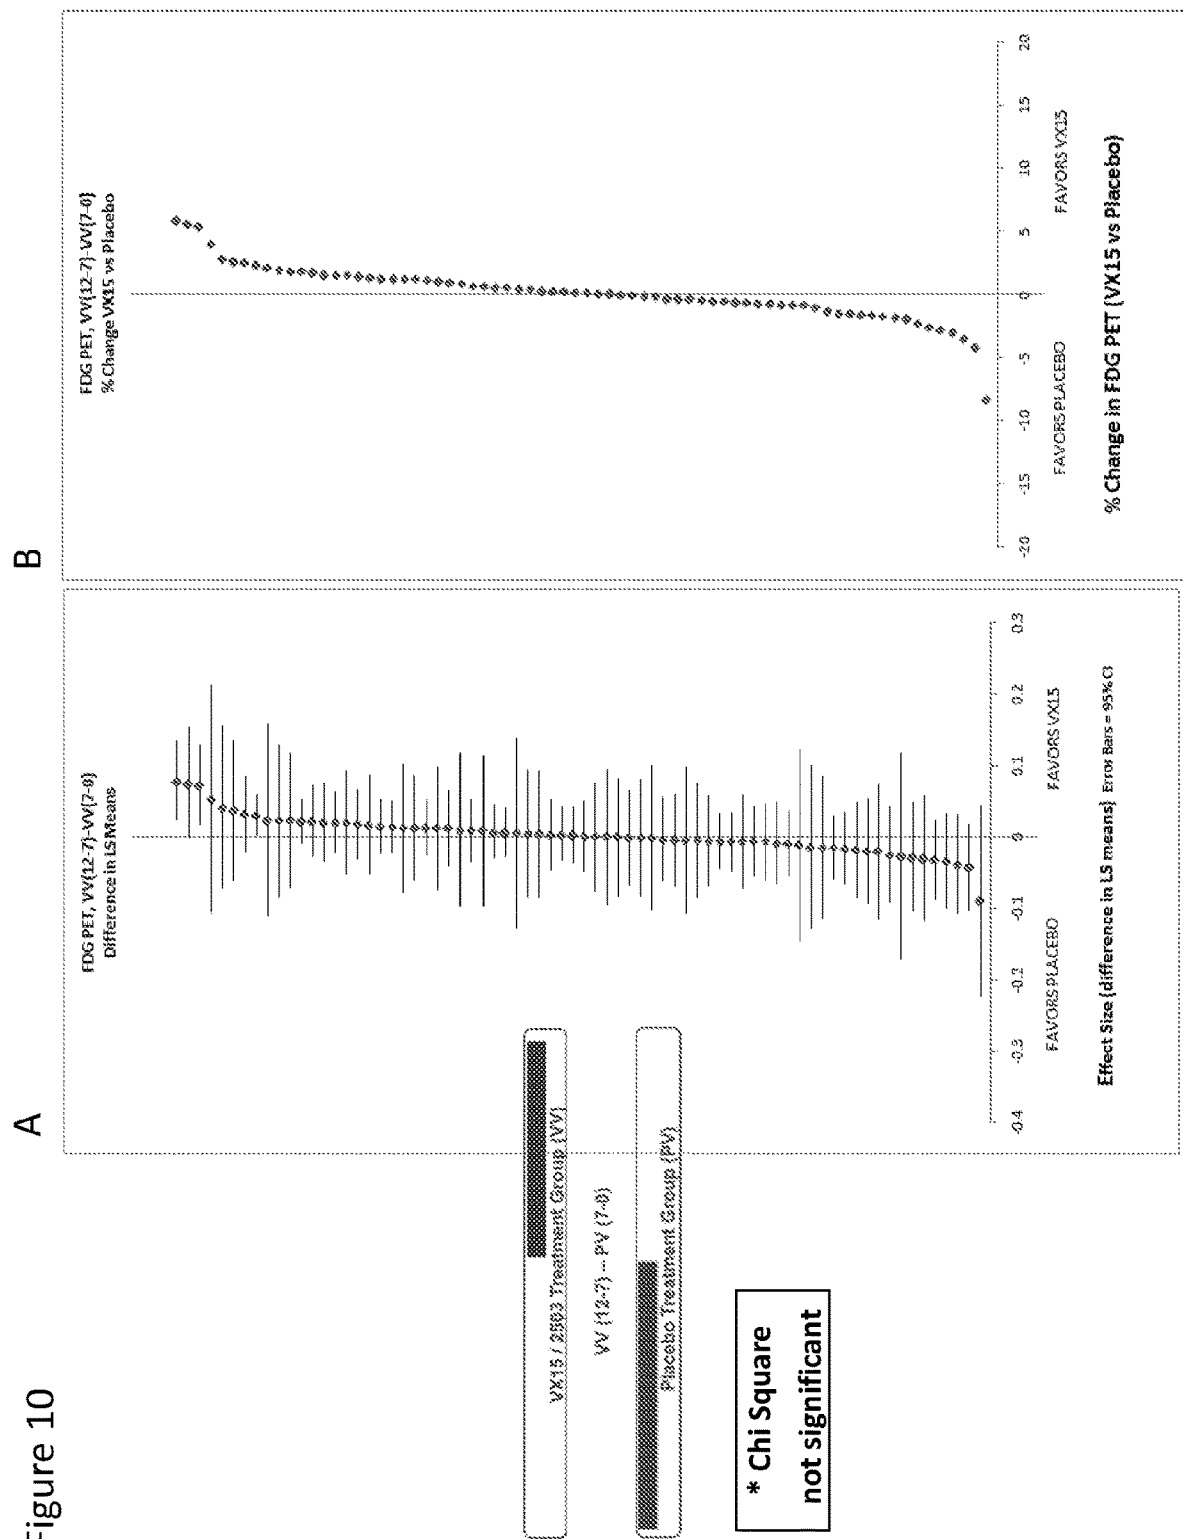 Figure 10
VX15 / 2503 Treatment Group (VV)
VV (12-7) -- PV (7-0)
Placebo Treatment Group (PV)
* Chi Square
not significant
A
FDG PET, VV(12-7)-VV(7-0)
Difference in LS Means
-0.4 -0.3 -0.2 -0.1 0 0.1 0.2 0.3
FAVORS PLACEBO FAVORS VX15
Effect Size (difference in LS means) Error Bars = 95% CI
B
FDG PET, VV(12-7)-VV(7-0)
% Change VX15 vs Placebo
-20 -15 -10 -5 0 5 10 15 20
FAVORS PLACEBO FAVORS VX15
% Change in FDG PET (VX15 vs Placebo)